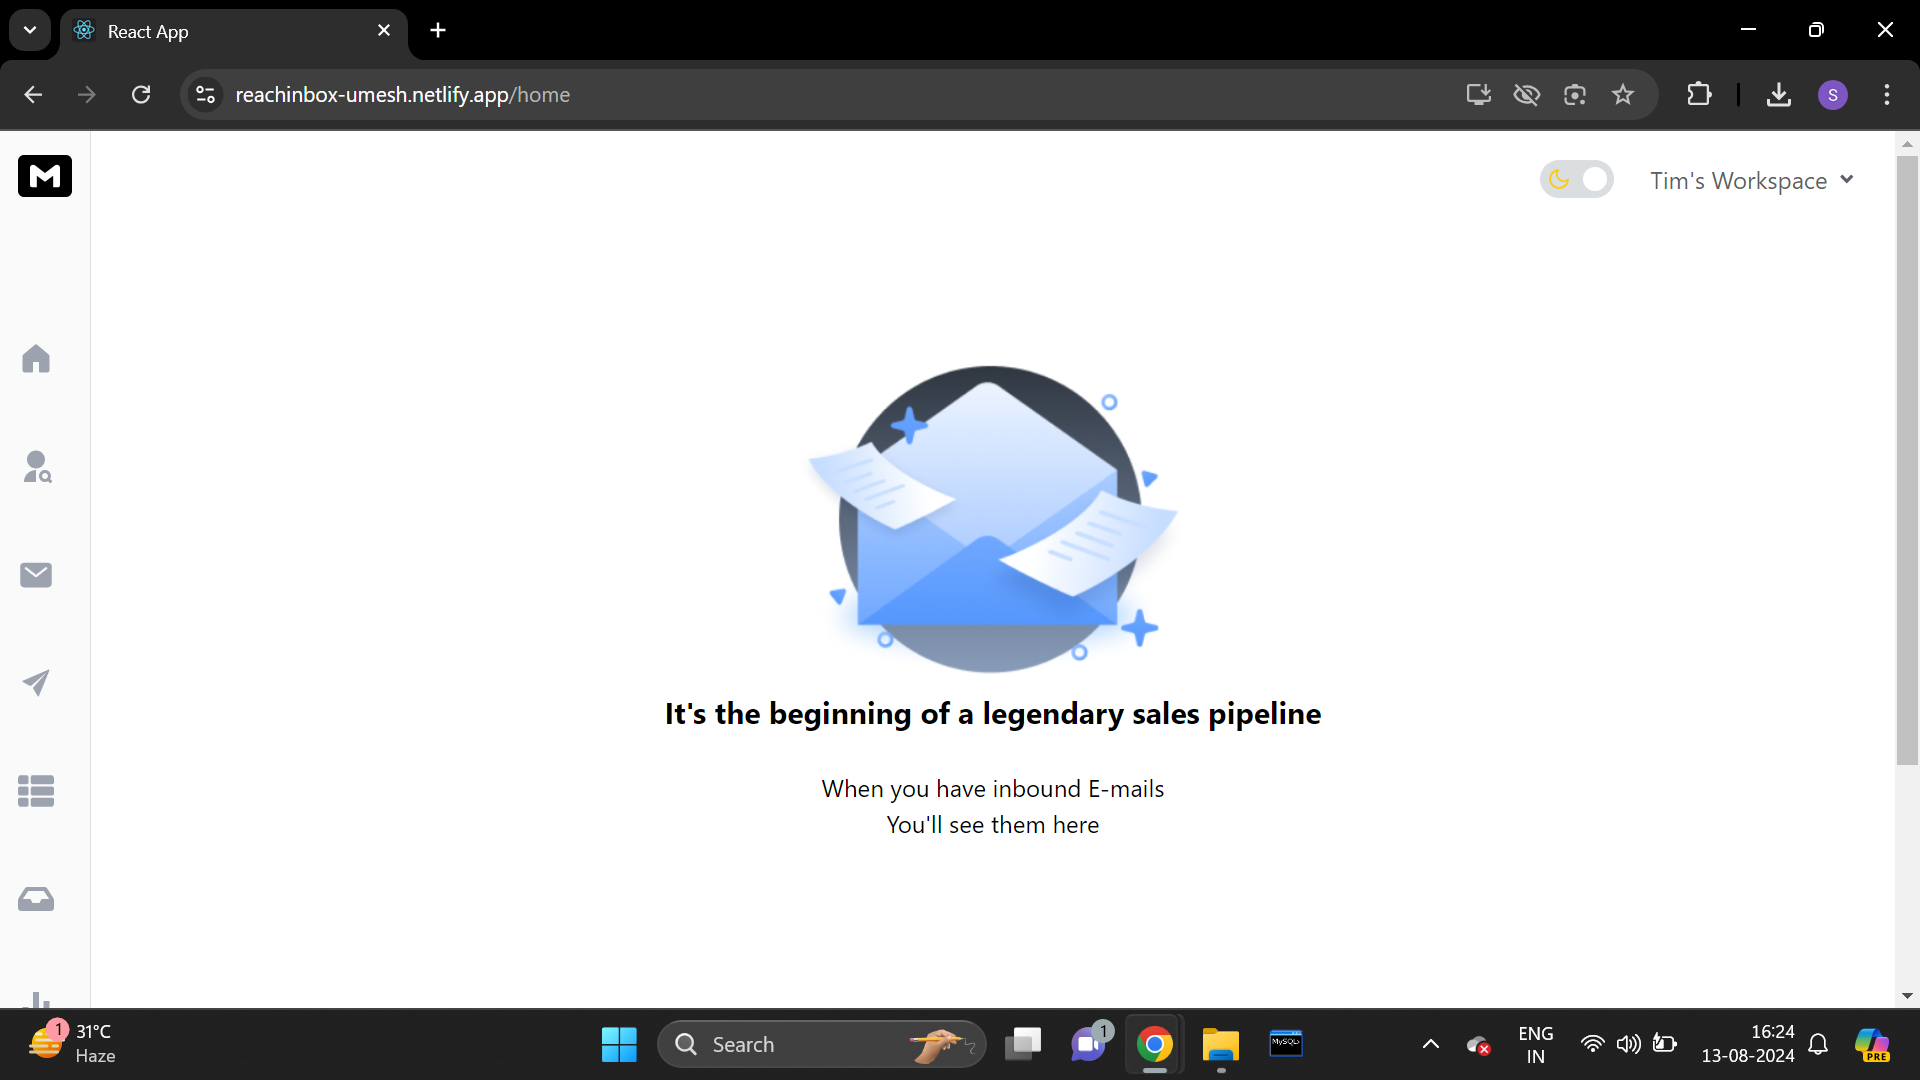 React App
reachinbox-umesh.netlify.app/home
S
M
Tim's Workspace
It's the beginning of a legendary sales pipeline
When you have inbound E-mails
You'll see them here
1
31°C
Haze
Search
1
MySQL>
ENG
IN
16:24
13-08-2024
PRE